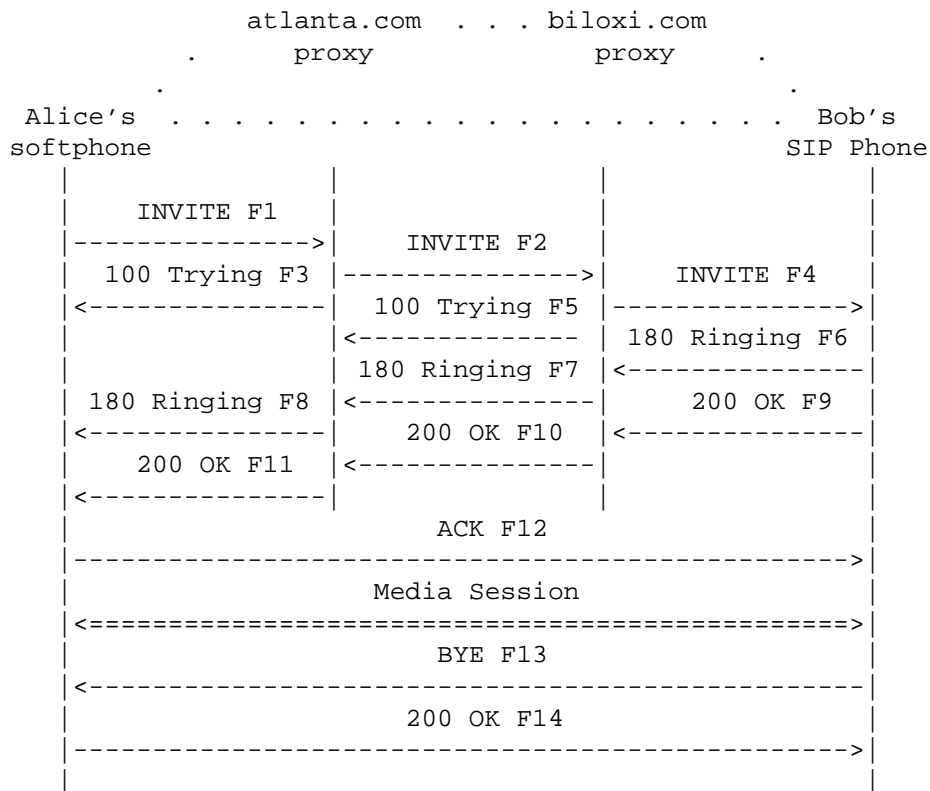 atlanta.com . . . biloxi.com
. proxy proxy .
. .
Alice's . . . . . . . . . . . . . . . . . . . . Bob's
softphone SIP Phone
| | | |
| INVITE F1 | | |
|--------------->| INVITE F2 | |
| 100 Trying F3 |--------------->| INVITE F4 |
|<---------------| 100 Trying F5 |--------------->|
| |<-------------- | 180 Ringing F6 |
| | 180 Ringing F7 |<---------------|
| 180 Ringing F8 |<---------------| 200 OK F9 |
|<---------------| 200 OK F10 |<---------------|
| 200 OK F11 |<---------------| |
|<---------------| | |
| ACK F12 |
|------------------------------------------------->|
| Media Session |
|<================================================>|
| BYE F13 |
|<-------------------------------------------------|
| 200 OK F14 |
|------------------------------------------------->|
| |